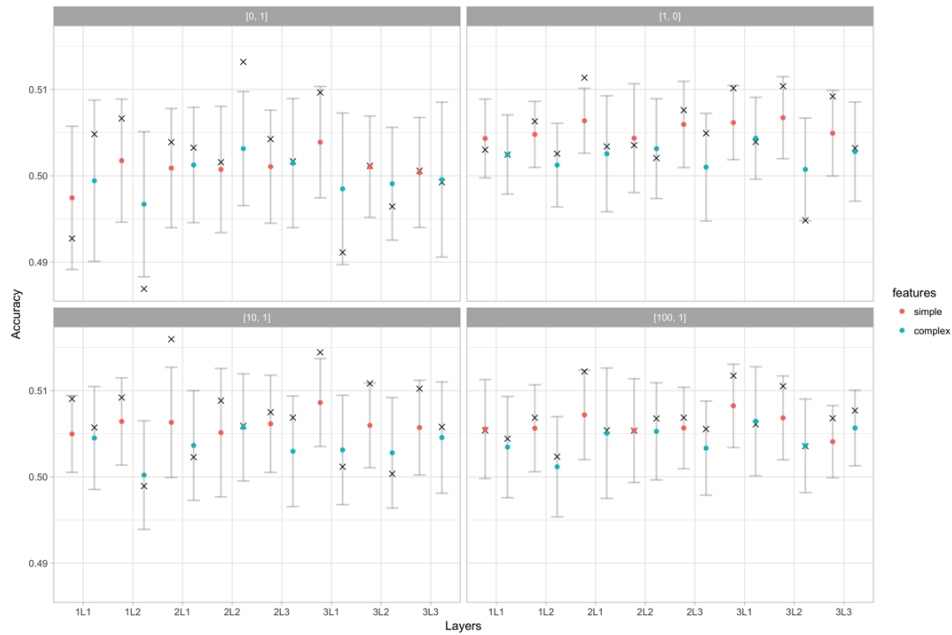 [0, 1] [1, 0]
0.51
0.50
0.49
Accuracy
features
simple
complex
[10, 1] [100, 1]
0.51
0.50
0.49
1L1 1L2 2L1 2L2 2L3 3L1 3L2 3L3 1L1 1L2 2L1 2L2 2L3 3L1 3L2 3L3
Layers